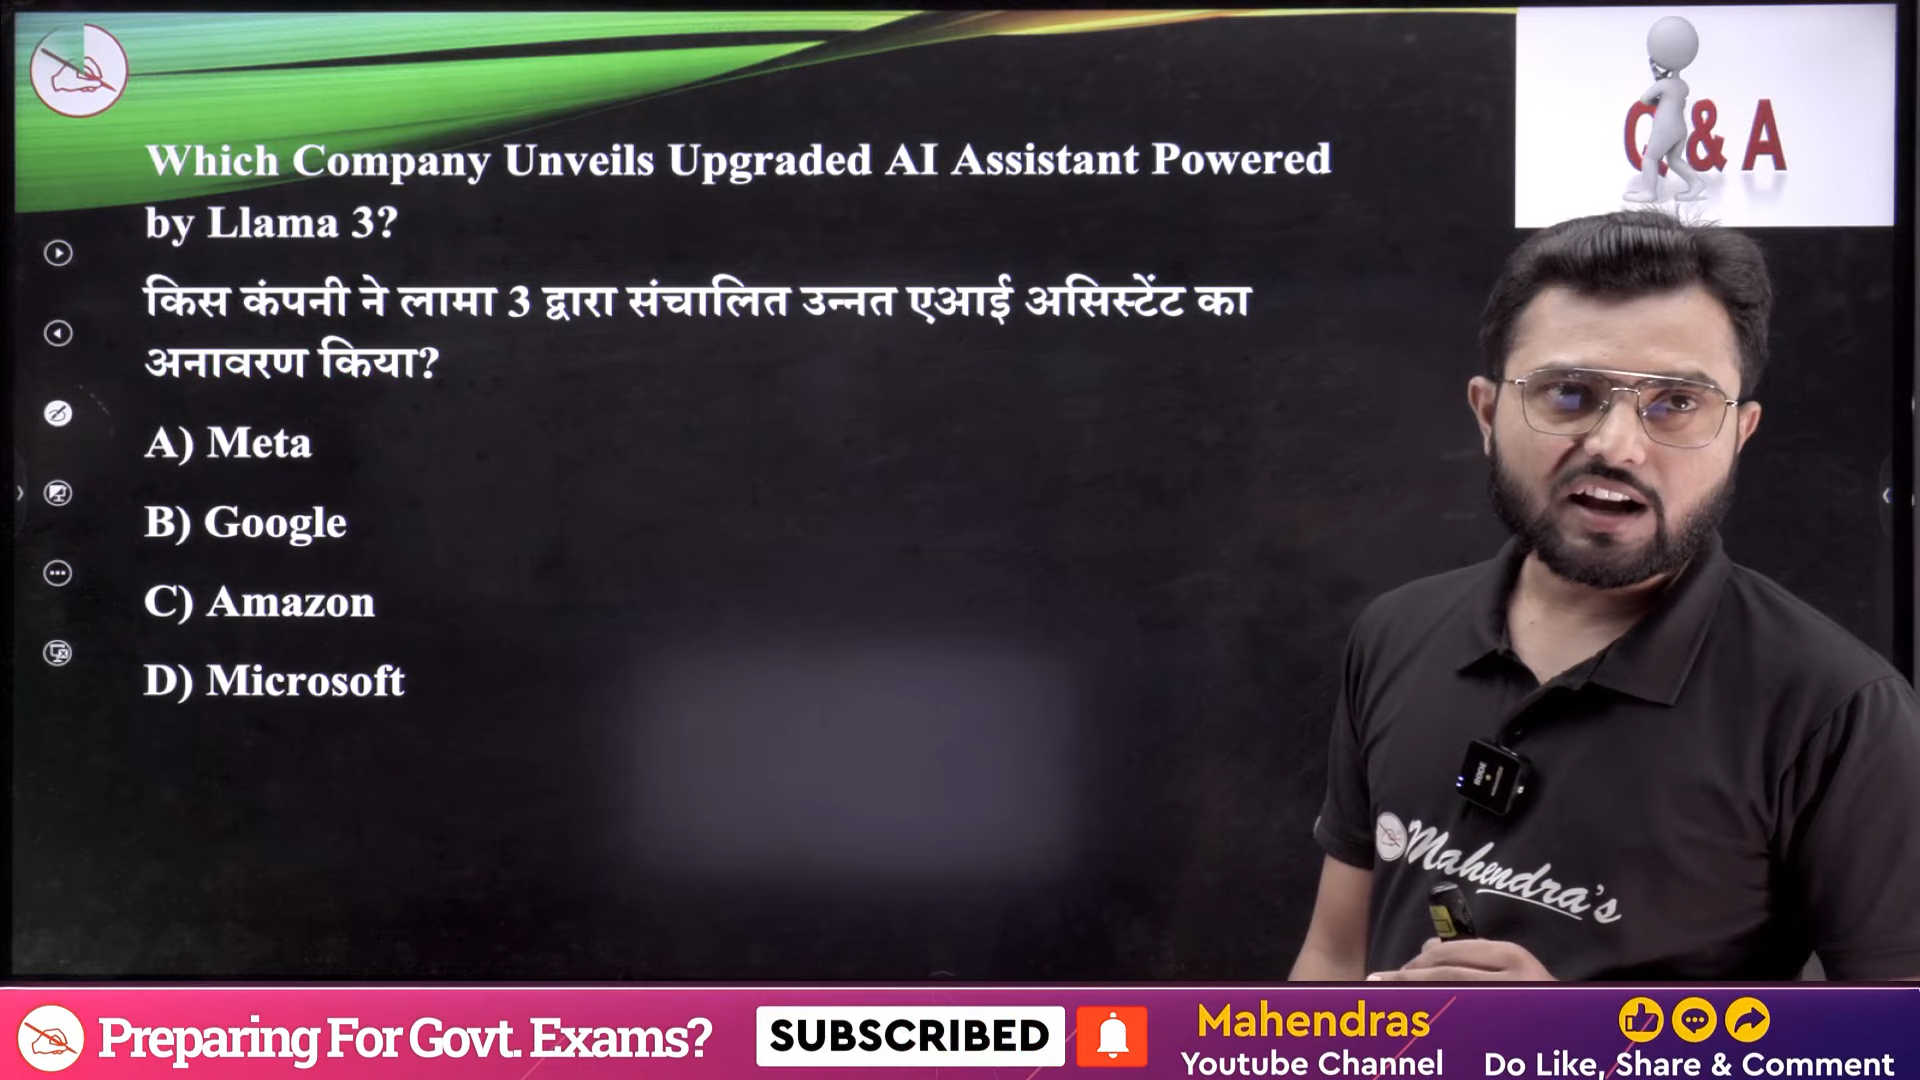 Which Company Unveils Upgraded AI Assistant Powered
by Llama 3?
किस कंपनी ने लामा 3 द्वारा संचालित उन्नत एआई असिस्टेंट का
अनावरण किया?
A) Meta
B) Google
C) Amazon
D) Microsoft
Q & A
RODE
Mahendra's
Preparing For Govt. Exams?
SUBSCRIBED
Mahendras
Youtube Channel
Do Like, Share & Comment